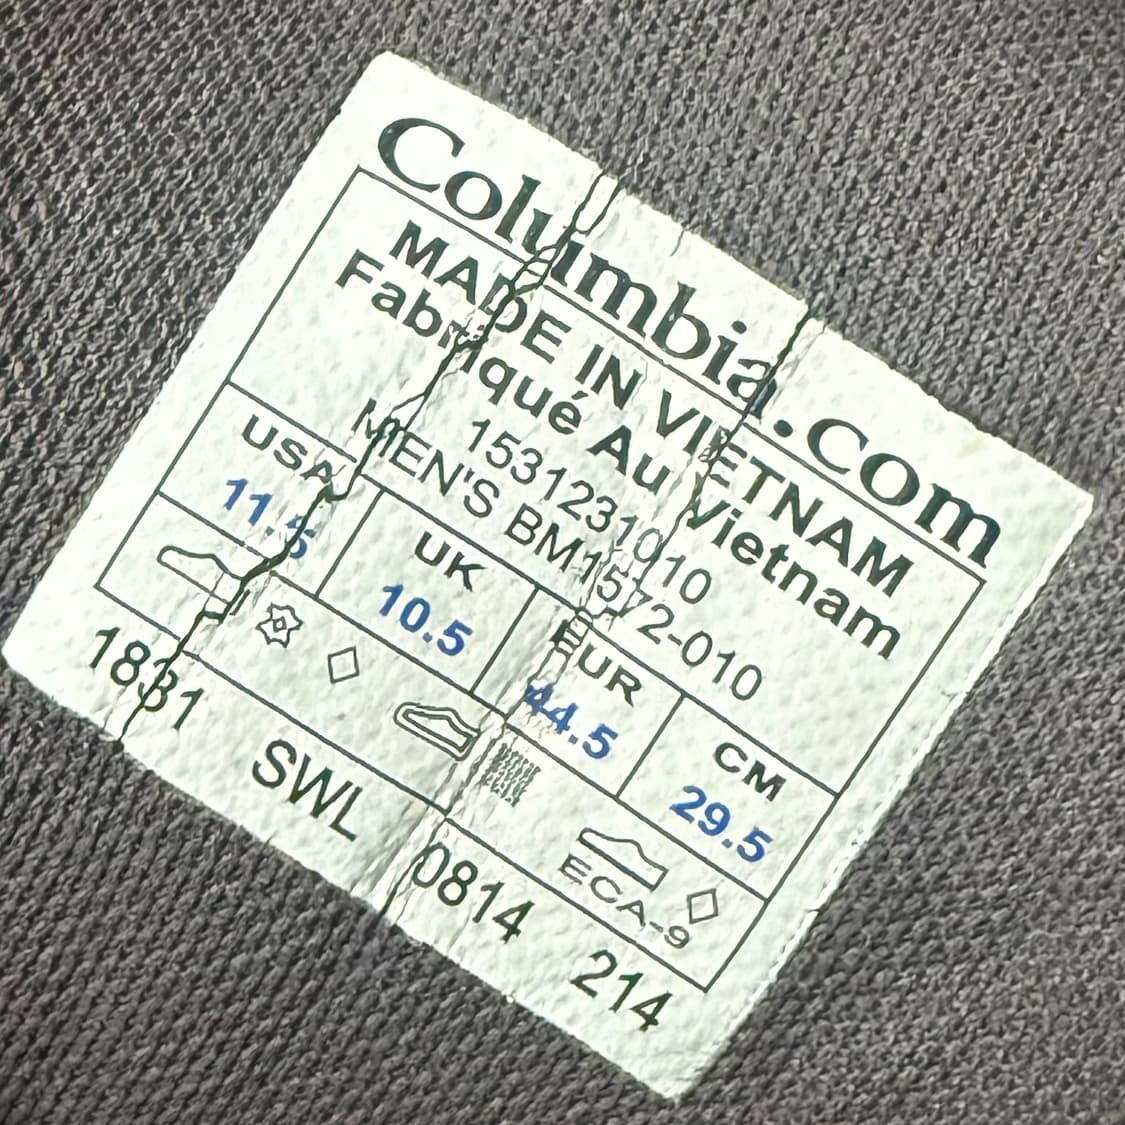 Columbia.com
MADE IN VIETNAM
Fabriqué Au Vietnam
1531231010
MEN'S BM1572-010
USA UK EUR CM
11.5 10.5 44.5 29.5
ECA-9
1831 SWL 0814 214